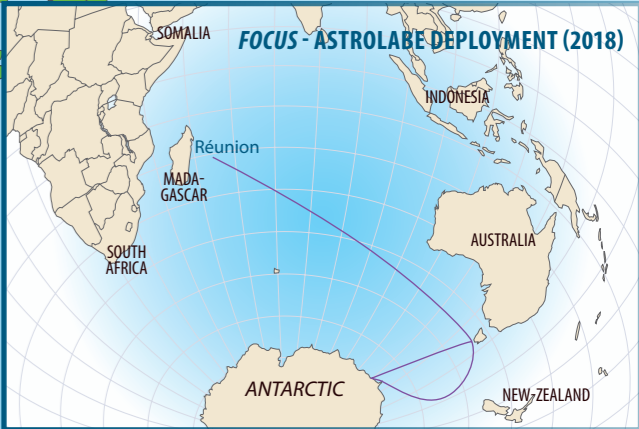 FOCUS - ASTROLABE DEPLOYMENT (2018)
SOMALIA
INDONESIA
Réunion
MADA-
GASCAR
SOUTH
AFRICA
AUSTRALIA
ANTARCTIC
NEW-ZEALAND